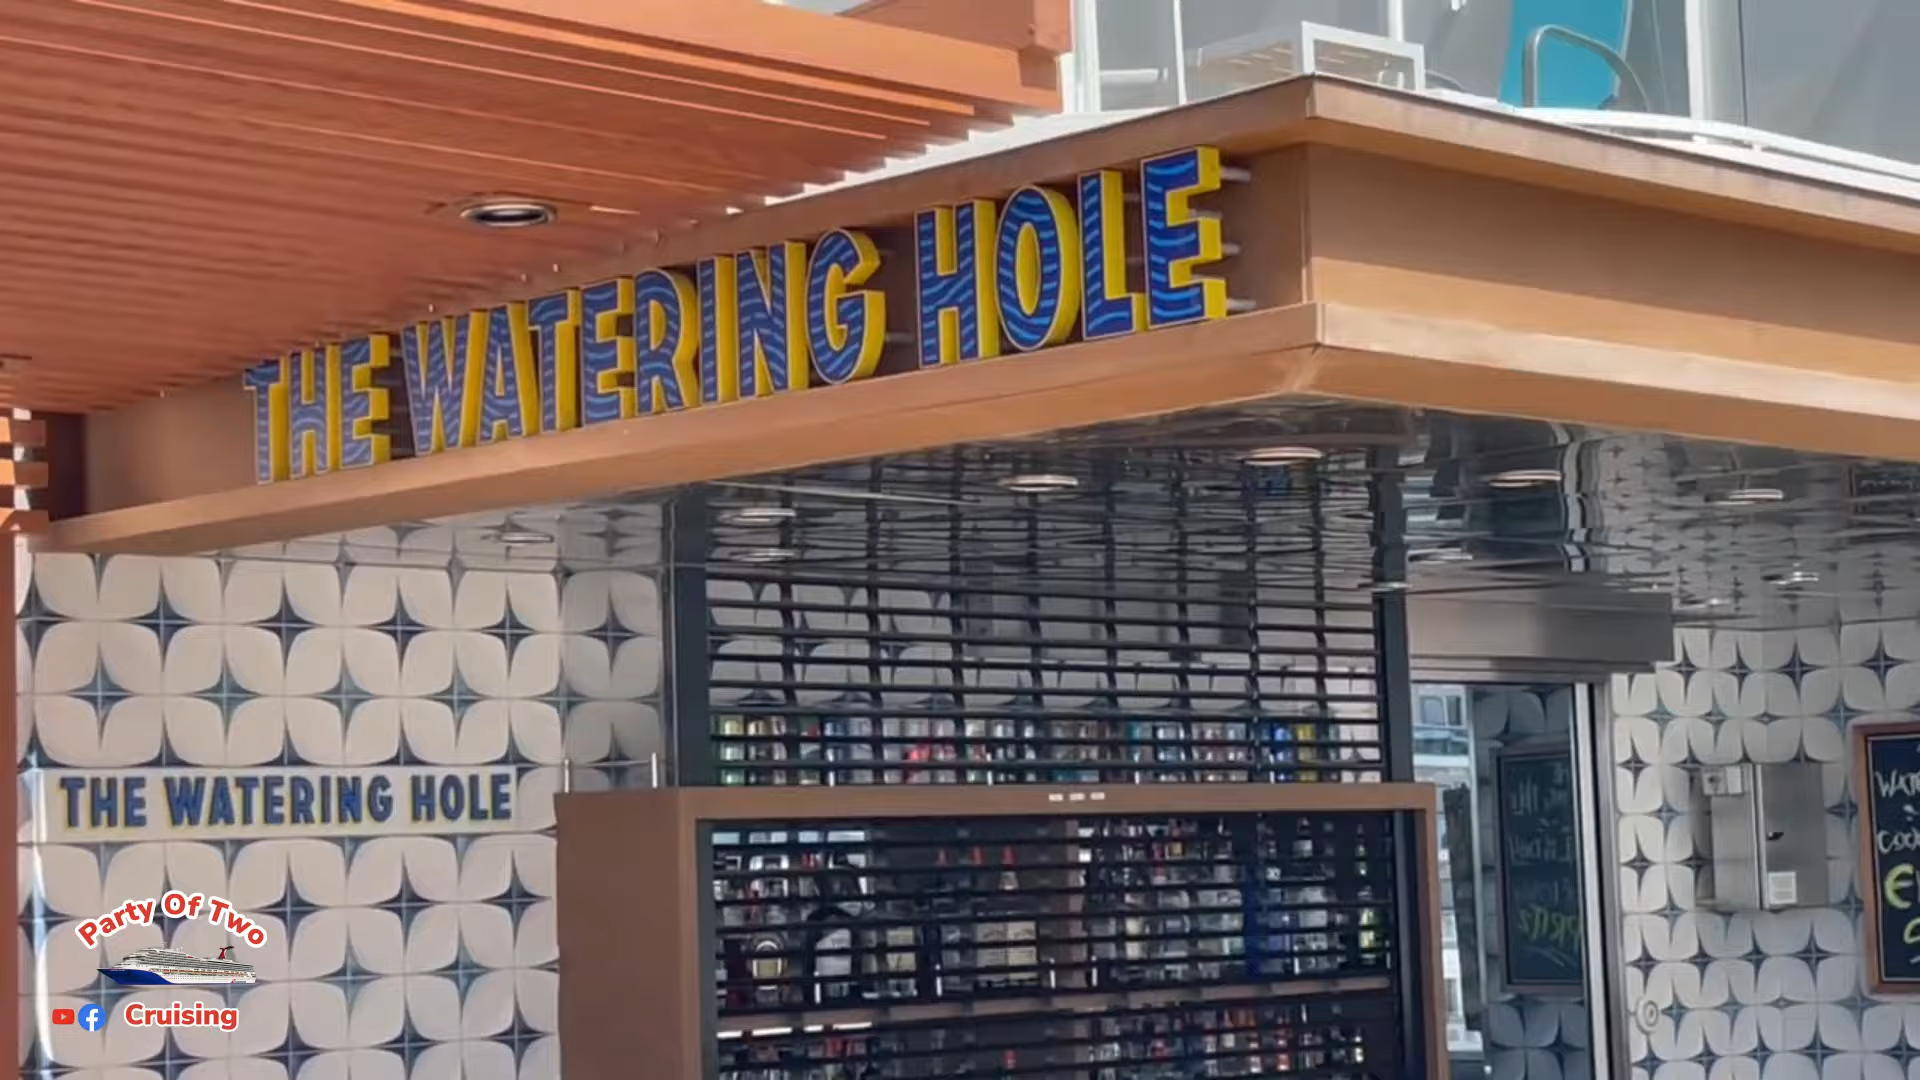 THE WATERING HOLE
THE WATERING HOLE
Party Of Two
Cruising